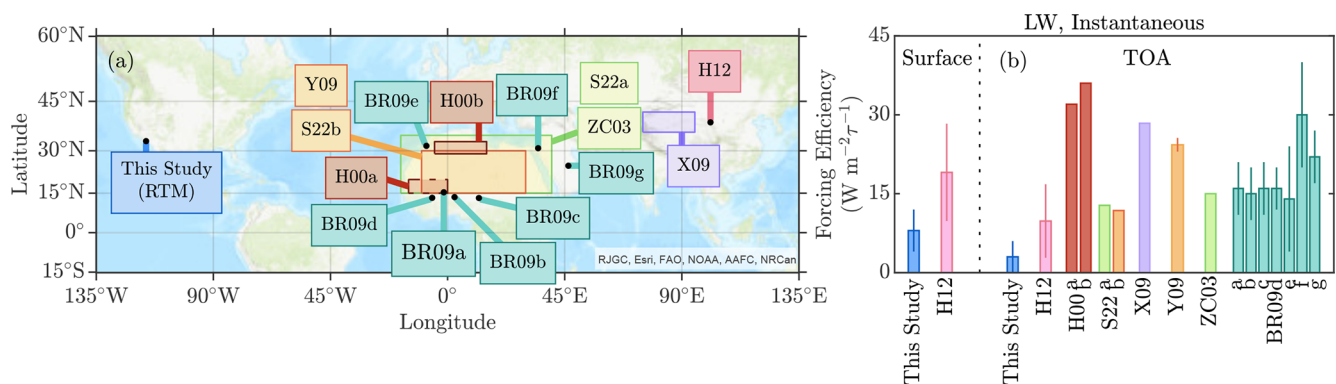 LW, Instantaneous
60°N
45°N
30°N
15°N
0°
15°S
Latitude
(a)
Y09
BR09e
H00b
BR09f
S22a
H12
S22b
ZC03
This Study
(RTM)
H00a
BR09g
X09
BR09d
BR09a
BR09c
BR09b
RJGC, Esri, FAO, NOAA, AAFC, NRCan
135°W
90°W
45°W
0°
45°E
90°E
135°E
Longitude
Forcing Efficiency
(W m⁻²τ⁻¹)
45
30
15
0
Surface
(b)
TOA
This Study
H12
This Study
H12
H00
a
b
S22
a
b
X09
Y09
ZC03
BR09
a
b
c
d
e
f
g